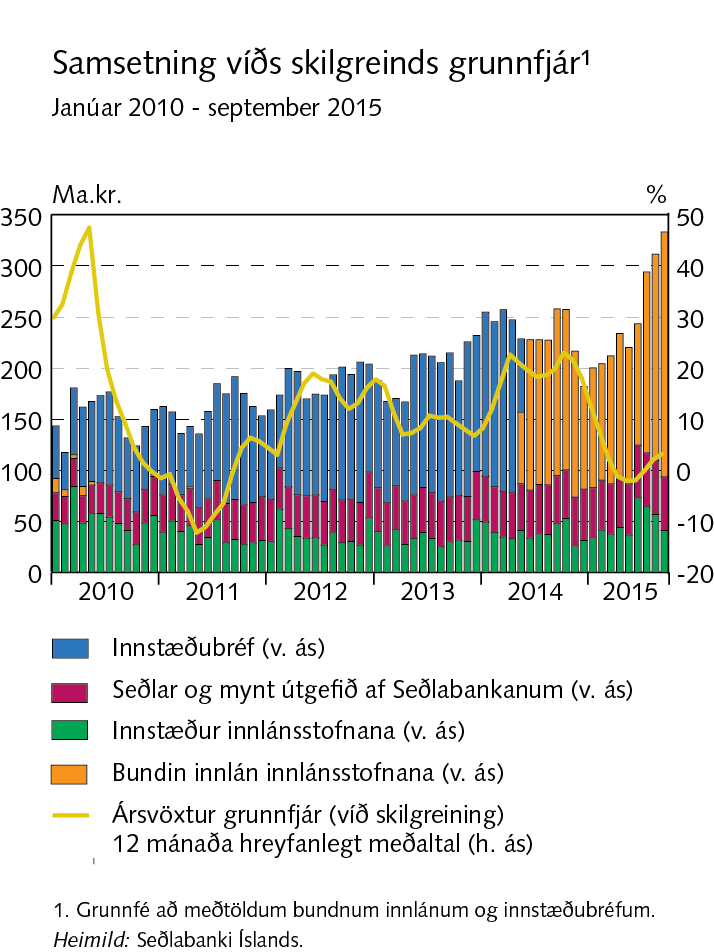 Samsetning víðs skilgreinds grunnfjár¹
Janúar 2010 - september 2015
Ma.kr. %
350 50
300 40
250 30
200 20
150 10
100 0
50 -10
0 -20
2010 2011 2012 2013 2014 2015
Innstæðubréf (v. ás)
Seðlar og mynt útgefið af Seðlabankanum (v. ás)
Innstæður innlánsstofnana (v. ás)
Bundin innlán innlánsstofnana (v. ás)
Ársvöxtur grunnfjár (víð skilgreining)
12 mánaða hreyfanlegt meðaltal (h. ás)
1. Grunnfé að meðtöldum bundnum innlánum og innstæðubréfum.
Heimild: Seðlabanki Íslands.